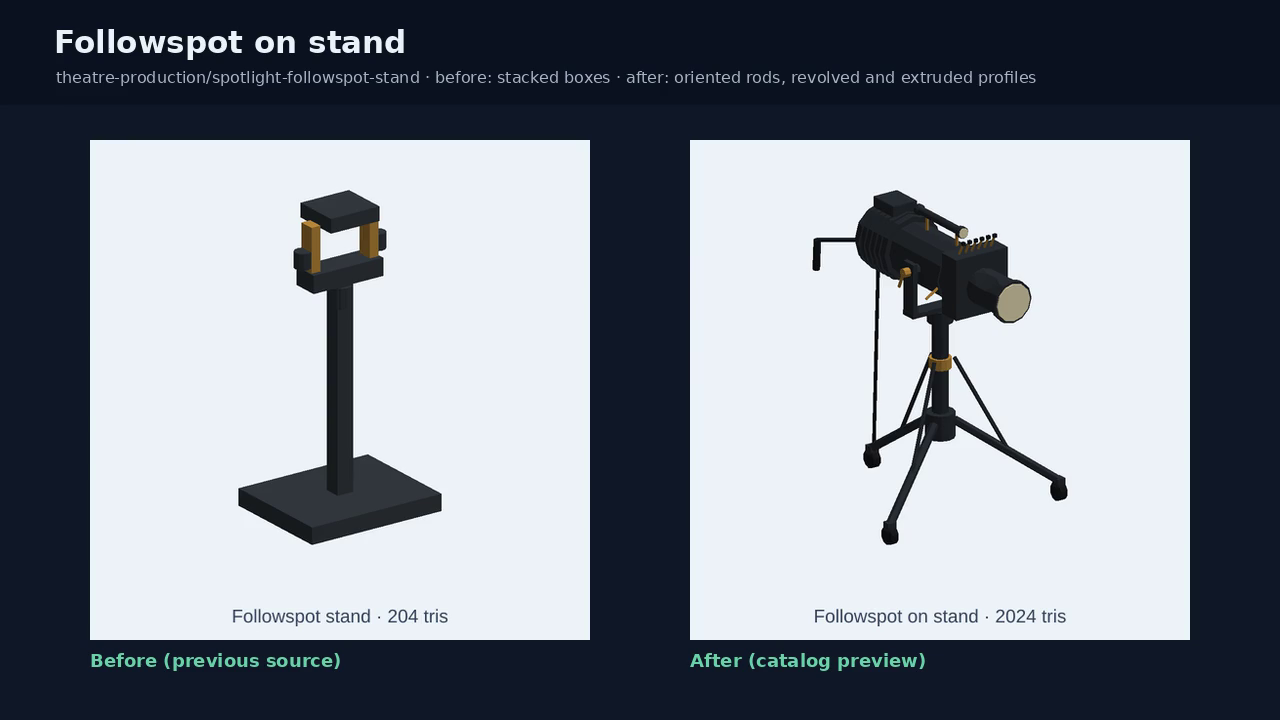 Followspot on stand
theatre-production/spotlight-followspot-stand · before: stacked boxes · after: oriented rods, revolved and extruded profiles
Followspot stand · 204 tris
Followspot on stand · 2024 tris
Before (previous source)
After (catalog preview)